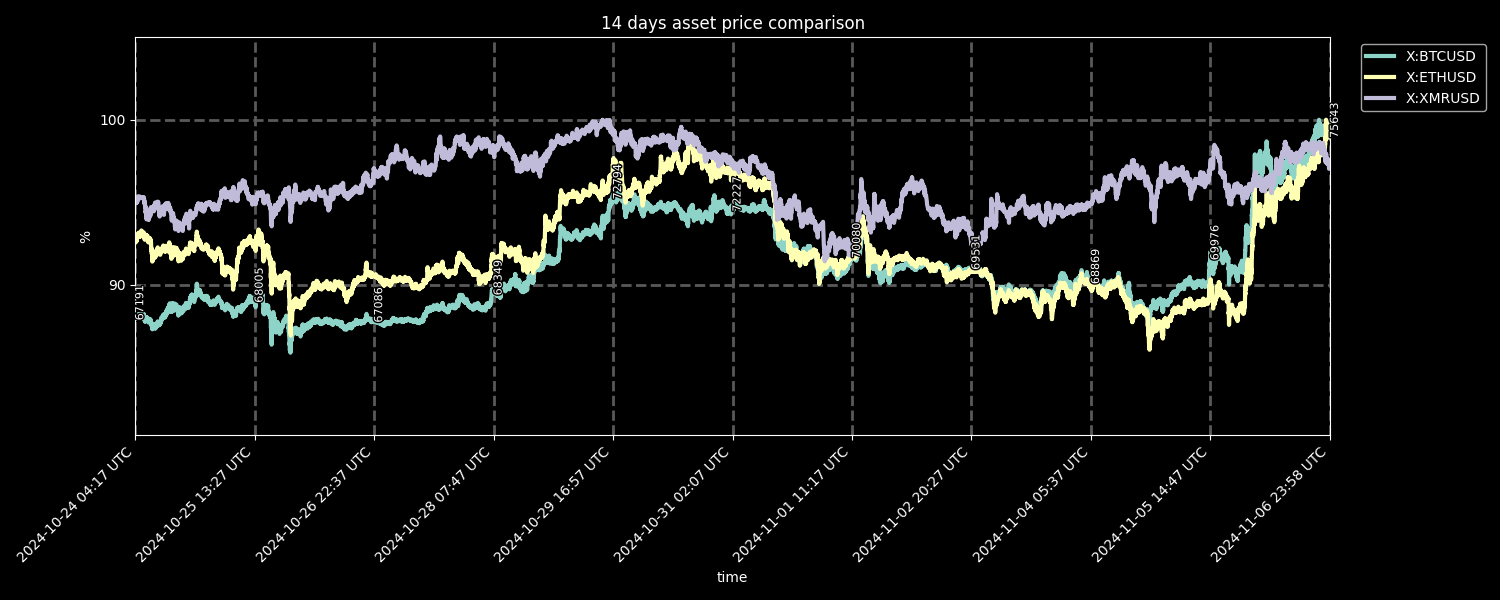 14 days asset price comparison
X:BTCUSD
X:ETHUSD
X:XMRUSD
100
90
%
67191
68005
67086
68349
72794
72227
70080
69531
68869
69976
75643
2024-10-24 04:17 UTC
2024-10-25 13:27 UTC
2024-10-26 22:37 UTC
2024-10-28 07:47 UTC
2024-10-29 16:57 UTC
2024-10-31 02:07 UTC
2024-11-01 11:17 UTC
2024-11-02 20:27 UTC
2024-11-04 05:37 UTC
2024-11-05 14:47 UTC
2024-11-06 23:58 UTC
time